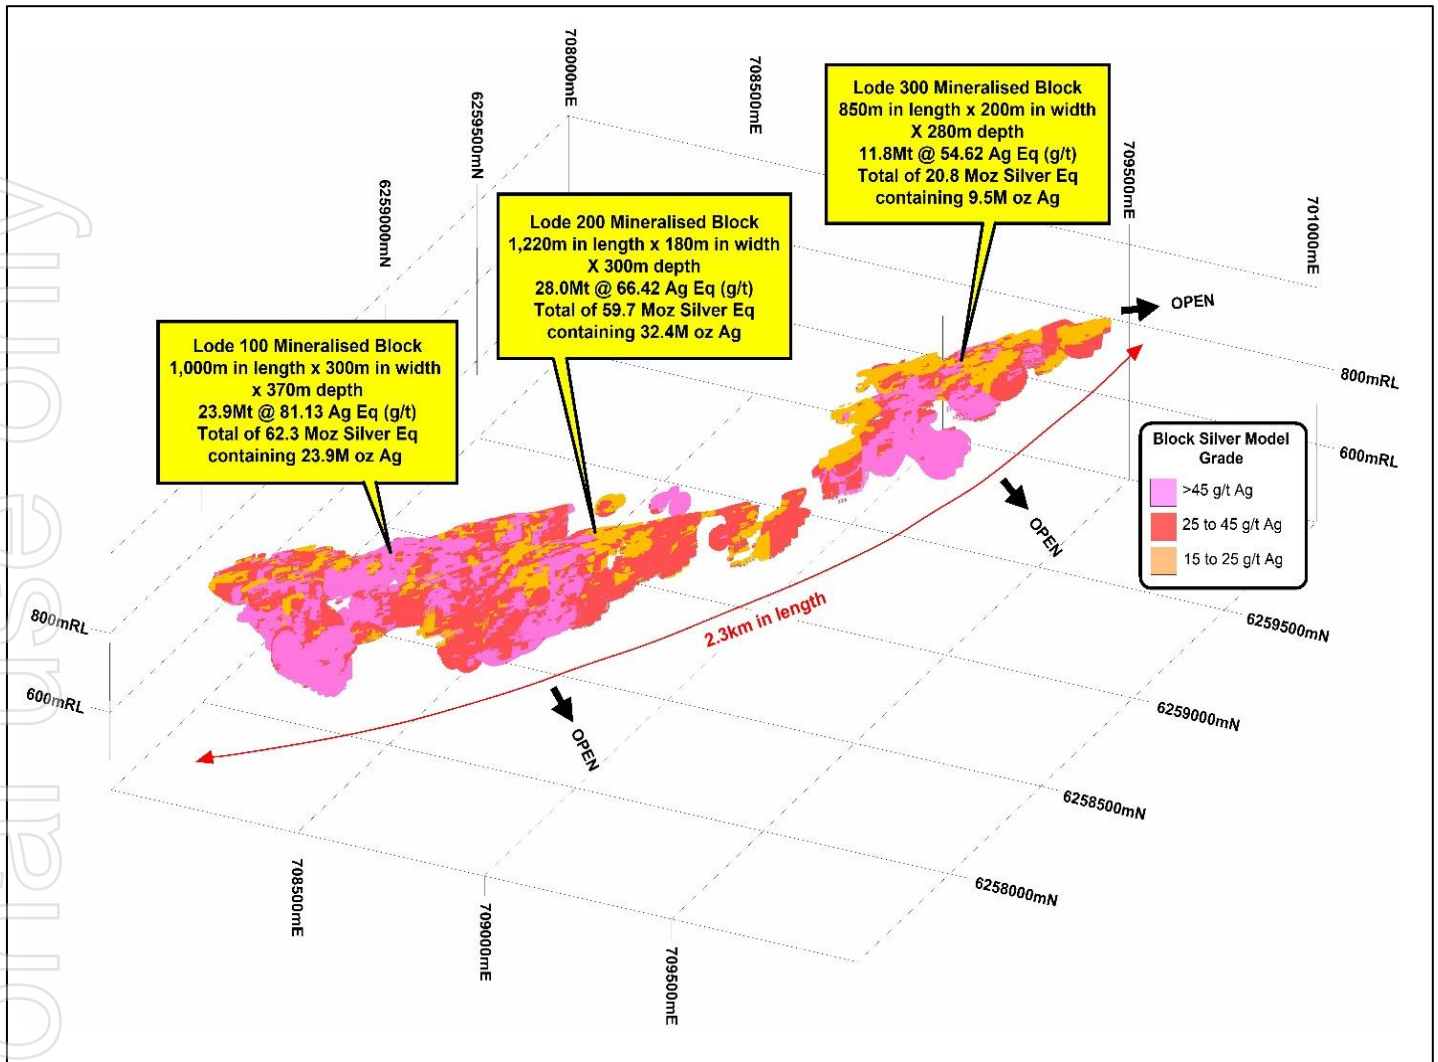 708000mE
708500mE
6259500mN
6259000mN
709500mE
701000mE
Lode 300 Mineralised Block
850m in length x 200m in width
X 280m depth
11.8Mt @ 54.62 Ag Eq (g/t)
Total of 20.8 Moz Silver Eq
containing 9.5M oz Ag
Lode 200 Mineralised Block
1,220m in length x 180m in width
X 300m depth
28.0Mt @ 66.42 Ag Eq (g/t)
Total of 59.7 Moz Silver Eq
containing 32.4M oz Ag
Lode 100 Mineralised Block
1,000m in length x 300m in width
x 370m depth
23.9Mt @ 81.13 Ag Eq (g/t)
Total of 62.3 Moz Silver Eq
containing 23.9M oz Ag
OPEN
800mRL
600mRL
Block Silver Model
Grade
>45 g/t Ag
25 to 45 g/t Ag
15 to 25 g/t Ag
OPEN
2.3km in length
OPEN
800mRL
600mRL
6259500mN
6259000mN
6258500mN
6258000mN
708500mE
709000mE
709500mE
onal use only